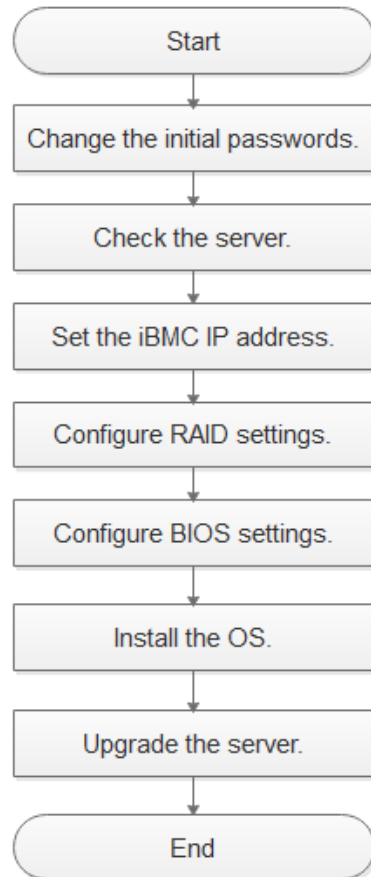 Start
Change the initial passwords.
Check the server.
Set the iBMC IP address.
Configure RAID settings.
Configure BIOS settings.
Install the OS.
Upgrade the server.
End